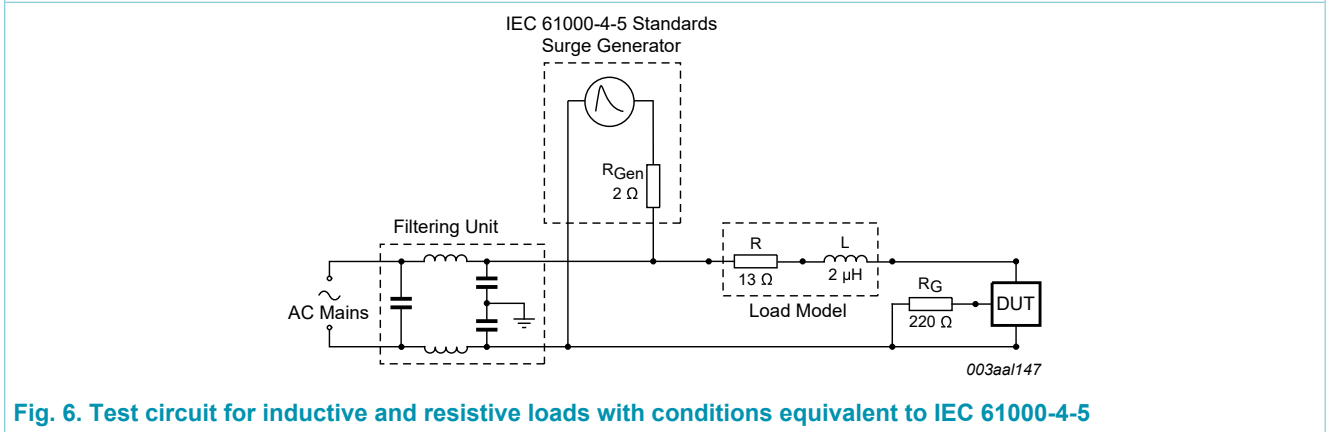 IEC 61000-4-5 Standards
Surge Generator
RGen
2 Ω
Filtering Unit
R
L
13 Ω
2 μH
Load Model
RG
220 Ω
DUT
AC Mains
003aal147
Fig. 6. Test circuit for inductive and resistive loads with conditions equivalent to IEC 61000-4-5